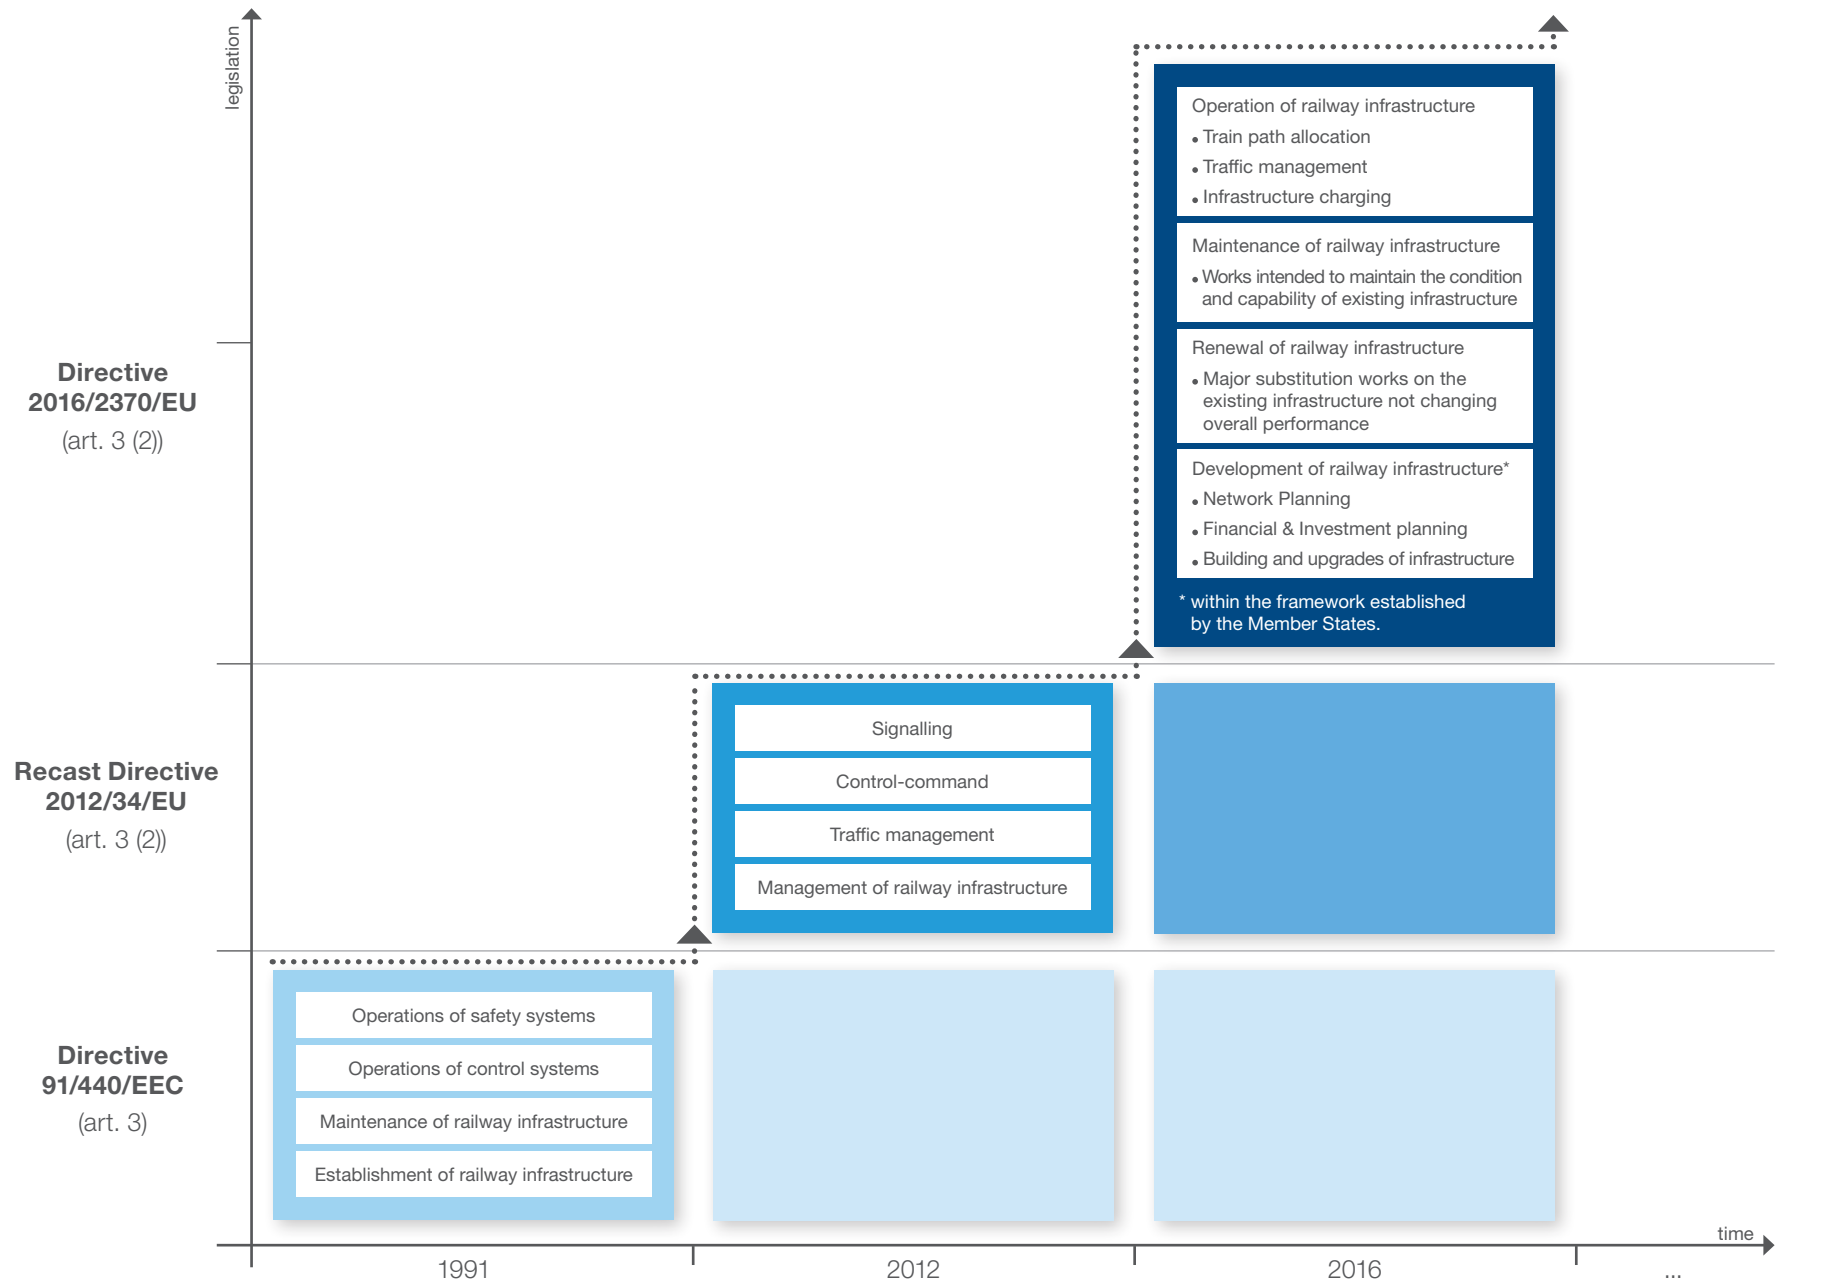 legislation
Directive
2016/2370/EU
(art. 3 (2))
Operation of railway infrastructure
• Train path allocation
• Traffic management
• Infrastructure charging
Maintenance of railway infrastructure
• Works intended to maintain the condition
and capability of existing infrastructure
Renewal of railway infrastructure
• Major substitution works on the
existing infrastructure not changing
overall performance
Development of railway infrastructure*
• Network Planning
• Financial & Investment planning
• Building and upgrades of infrastructure
* within the framework established
by the Member States.
Recast Directive
2012/34/EU
(art. 3 (2))
Signalling
Control-command
Traffic management
Management of railway infrastructure
Directive
91/440/EEC
(art. 3)
Operations of safety systems
Operations of control systems
Maintenance of railway infrastructure
Establishment of railway infrastructure
time
1991
2012
2016
...